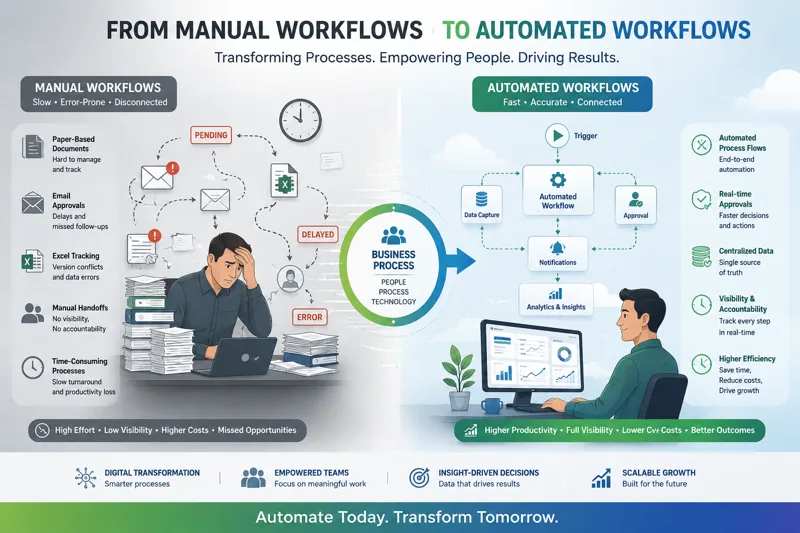 FROM MANUAL WORKFLOWS TO AUTOMATED WORKFLOWS
Transforming Processes. Empowering People. Driving Results.
MANUAL WORKFLOWS
Slow • Error-Prone • Disconnected
Paper-Based
Documents
Hard to manage
and track
Email
Approvals
Delays and
missed follow-ups
Excel Tracking
Version conflicts
and data errors
Manual Handoffs
No visibility,
No accountability
Time-Consuming
Processes
Slow turnaround
and productivity loss
PENDING
DELAYED
ERROR
High Effort • Low Visibility • Higher Costs • Missed Opportunities
BUSINESS
PROCESS
PEOPLE
PROCESS
TECHNOLOGY
AUTOMATED WORKFLOWS
Fast • Accurate • Connected
Trigger
Automated
Workflow
Data Capture
Approval
Notifications
Analytics & Insights
Automated
Process Flows
End-to-end
automation
Real-time
Approvals
Faster decisions
and actions
Centralized Data
Single source
of truth
Visibility &
Accountability
Track every step
in real-time
Higher Efficiency
Save time,
Reduce costs,
Drive growth
Higher Productivity • Full Visibility • Lower Costs • Better Outcomes
DIGITAL TRANSFORMATION
Smarter processes
EMPOWERED TEAMS
Focus on meaningful work
INSIGHT-DRIVEN DECISIONS
Data that drives results
SCALABLE GROWTH
Built for the future
Automate Today. Transform Tomorrow.